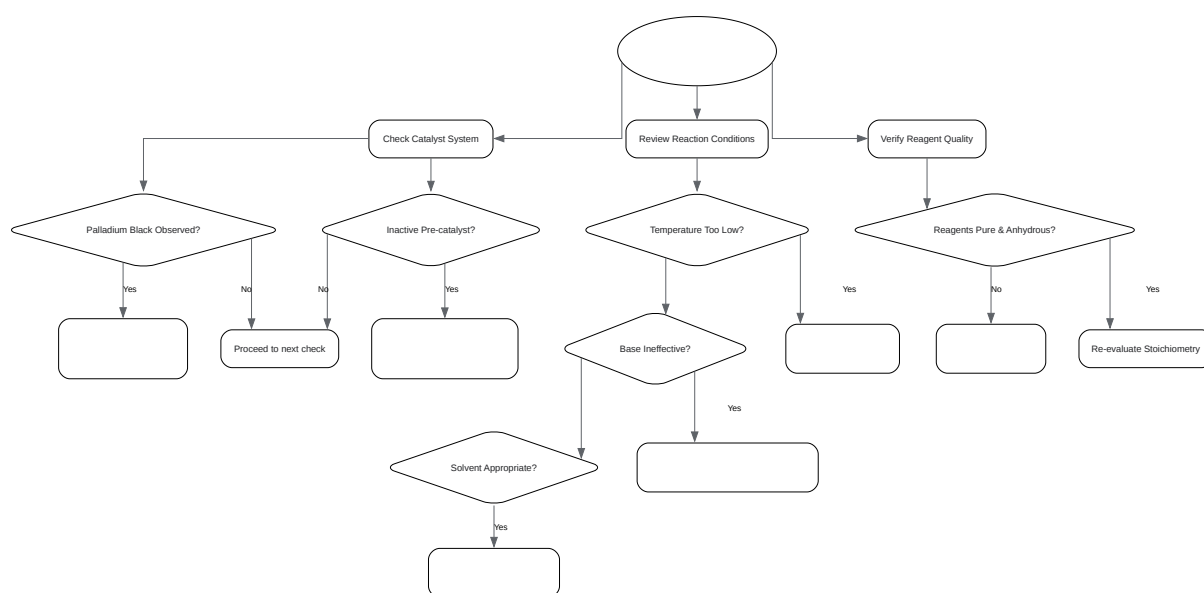 Check Catalyst System
Review Reaction Conditions
Verify Reagent Quality
Palladium Black Observed?
Inactive Pre-catalyst?
Temperature Too Low?
Reagents Pure & Anhydrous?
Yes
No
No
Yes
Yes
No
Yes
Proceed to next check
Base Ineffective?
Re-evaluate Stoichiometry
Yes
Solvent Appropriate?
Yes